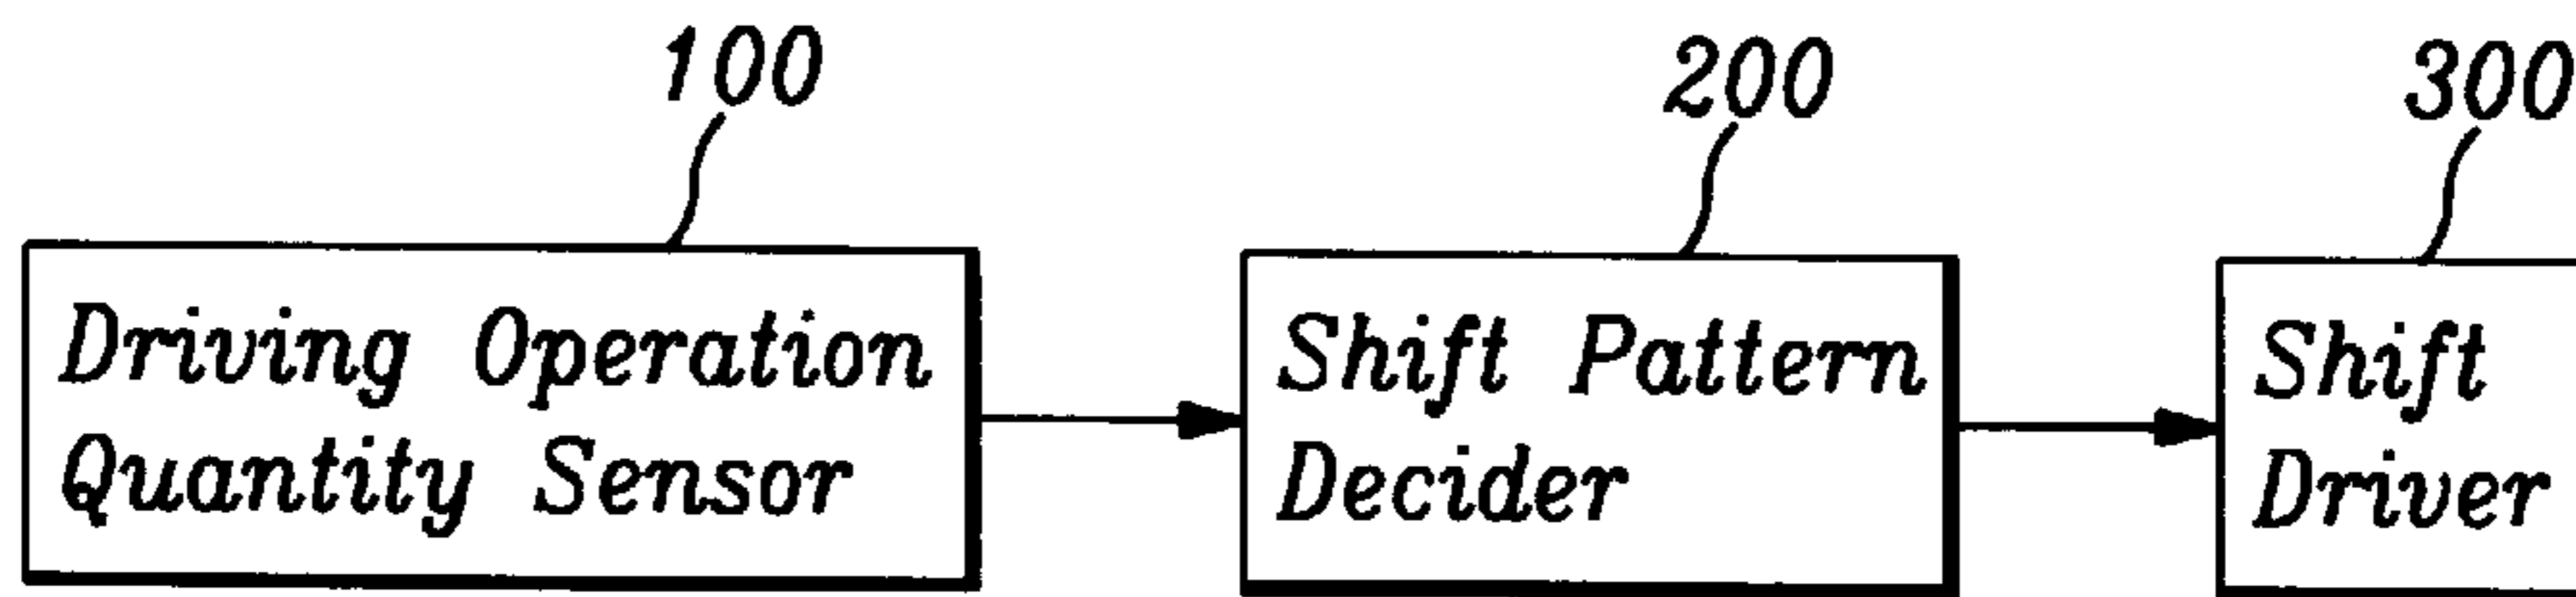 100
200
300
Driving Operation
Quantity Sensor
Shift Pattern
Decider
Shift
Driver